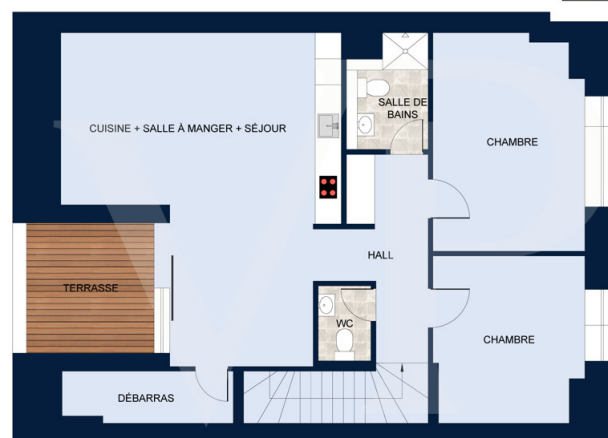 CUISINE + SALLE À MANGER + SÉJOUR
SALLE DE
BAINS
CHAMBRE
HALL
TERRASSE
WC
CHAMBRE
DÉBARRAS